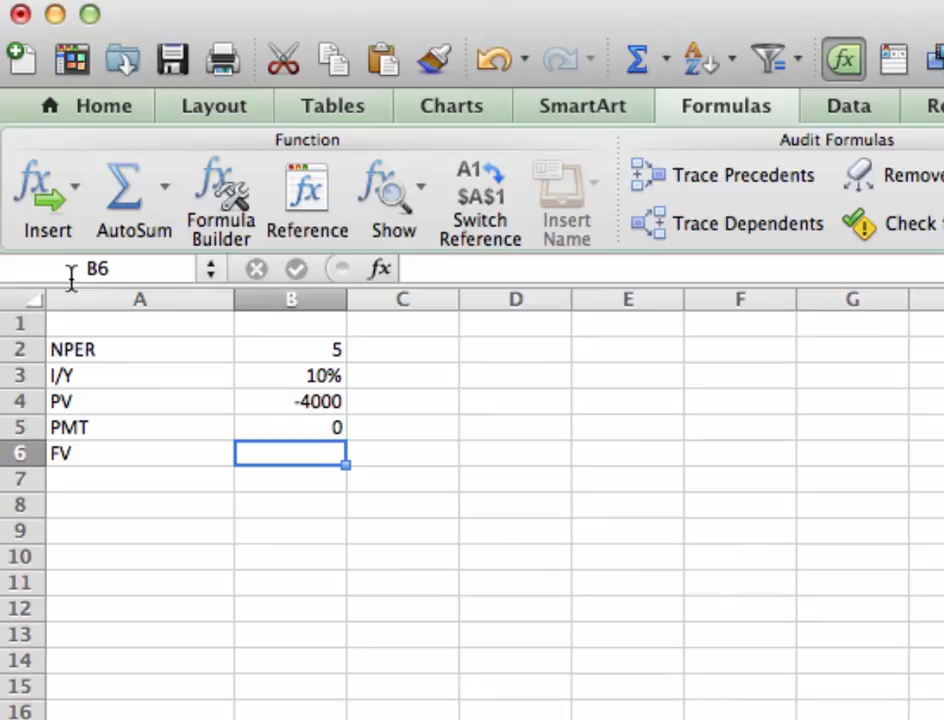 Home Layout Tables Charts SmartArt Formulas Data
Function Audit Formulas
Insert AutoSum Formula Builder Reference Show A1 $A$1 Switch Reference Insert Name Trace Precedents Remove
Trace Dependents Check
B6 fx
A B C D E F G
1
2 NPER 5
3 I/Y 10%
4 PV -4000
5 PMT 0
6 FV
7
8
9
10
11
12
13
14
15
16